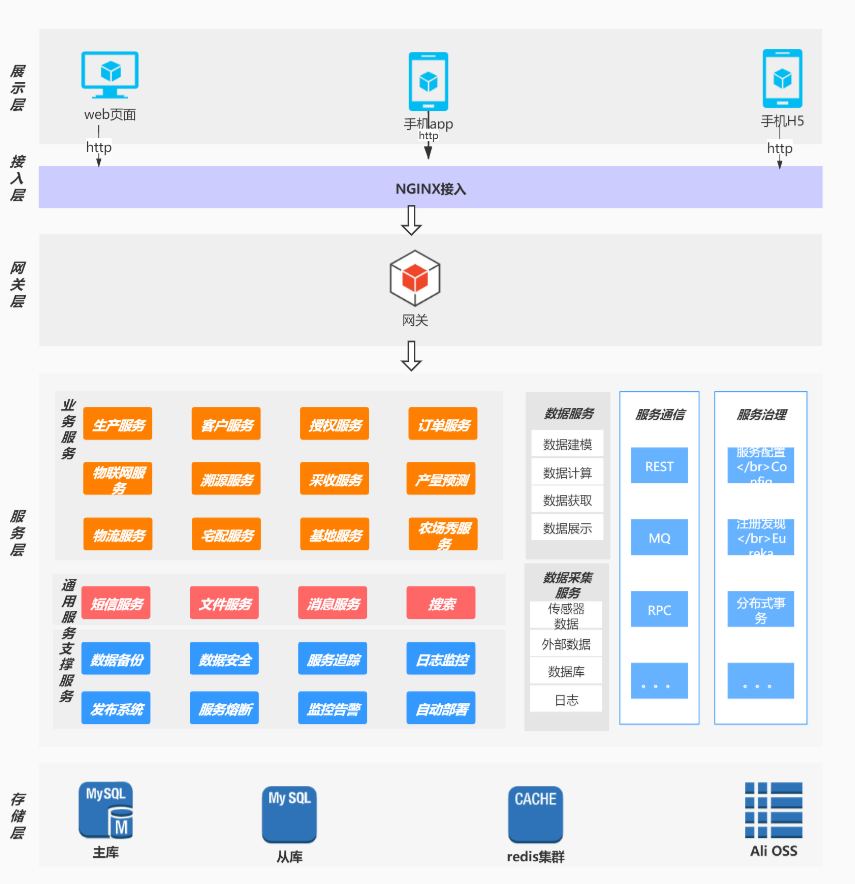 展示层
web页面
手机app
手机H5
http
http
http
接入层
NGINX接入
网关层
网关
服务层
业务服务
生产服务
客户服务
授权服务
订单服务
物联网服
务
溯源服务
采收服务
产量预测
物流服务
宅配服务
基地服务
农场秀服
务
通用服务
短信服务
文件服务
消息服务
搜索
支撑服务
数据备份
数据安全
服务追踪
日志监控
发布系统
服务熔断
监控告警
自动部署
数据服务
数据建模
数据计算
数据获取
数据展示
数据采集
服务
传感器
数据
外部数据
数据库
日志
服务通信
REST
MQ
RPC
...
服务治理
服务配置
</br>Co
nfig
注册发现
</br>Eu
reka
分布式事
务
...
存储层
MySQL
M
主库
My SQL
从库
CACHE
redis集群
Ali OSS